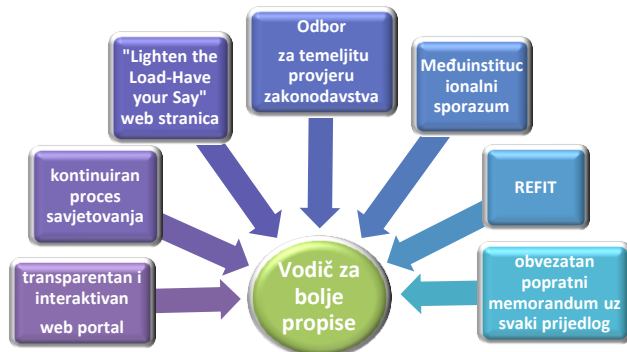 Odbor
za temeljitu
provjeru
zakonodavstva
"Lighten the
Load-Have
your Say"
web stranica
Međuinstituc
ionalni
sporazum
kontinuiran
proces
savjetovanja
REFIT
transparentan i
interaktivan
web portal
Vodič za
bolje
propise
obvezatan
popratni
memorandum uz
svaki prijedlog